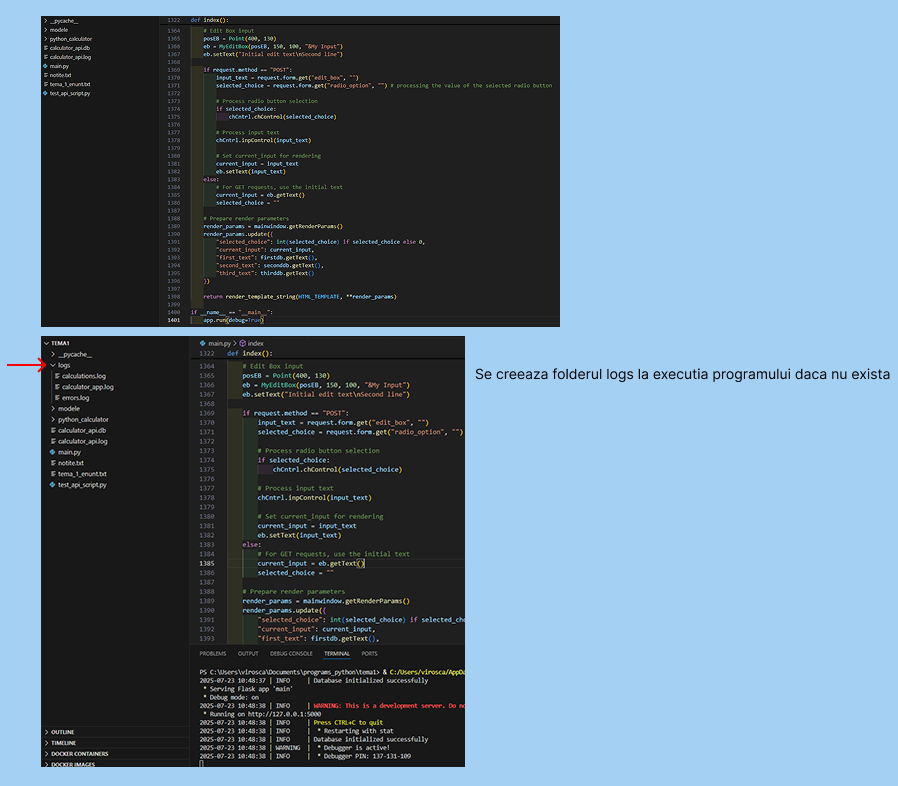 __pycache__
modele
python_calculator
calculator_api.db
calculator_api.log
main.py
notite.txt
tema_1_enunt.txt
test_api_script.py
1322 def index():
1364 # Edit Box input
1365 posEB = Point(400, 130)
1366 eb = MyEditBox(posEB, 150, 100, "&My Input")
1367 eb.setText("Initial edit text\nSecond line")
1368
1369 if request.method == "POST":
1370 input_text = request.form.get("edit_box", "")
1371 selected_choice = request.form.get("radio_option", "") # processing the value of the selected radio button
1372
1373 # Process radio button selection
1374 if selected_choice:
1375 chCntrl.chControl(selected_choice)
1376
1377 # Process input text
1378 chCntrl.inpControl(input_text)
1379
1380 # Set current_input for rendering
1381 current_input = input_text
1382 eb.setText(input_text)
1383 else:
1384 # For GET requests, use the initial text
1385 current_input = eb.getText()
1386 selected_choice = ""
1387
1388 # Prepare render parameters
1389 render_params = mainwindow.getRenderParams()
1390 render_params.update({
1391 "selected_choice": int(selected_choice) if selected_choice else 0,
1392 "current_input": current_input,
1393 "first_text": firstdb.getText(),
1394 "second_text": seconddb.getText(),
1395 "third_text": thirddb.getText()
1396 })
1397
1398 return render_template_string(HTML_TEMPLATE, **render_params)
1399
1400 if __name__ == "__main__":
1401 app.run(debug=True)
TEMA1
__pycache__
logs
calculations.log
calculator_app.log
errors.log
modele
python_calculator
calculator_api.db
calculator_api.log
main.py
notite.txt
tema_1_enunt.txt
test_api_script.py
OUTLINE
TIMELINE
DOCKER CONTAINERS
DOCKER IMAGES
main.py > index
1322 def index():
1364 # Edit Box input
1365 posEB = Point(400, 130)
1366 eb = MyEditBox(posEB, 150, 100, "&My Input")
1367 eb.setText("Initial edit text\nSecond line")
1368
1369 if request.method == "POST":
1370 input_text = request.form.get("edit_box", "")
1371 selected_choice = request.form.get("radio_option", "")
1372
1373 # Process radio button selection
1374 if selected_choice:
1375 chCntrl.chControl(selected_choice)
1376
1377 # Process input text
1378 chCntrl.inpControl(input_text)
1379
1380 # Set current_input for rendering
1381 current_input = input_text
1382 eb.setText(input_text)
1383 else:
1384 # For GET requests, use the initial text
1385 current_input = eb.getText()
1386 selected_choice = ""
1387
1388 # Prepare render parameters
1389 render_params = mainwindow.getRenderParams()
1390 render_params.update({
1391 "selected_choice": int(selected_choice) if selected_cho
1392 "current_input": current_input,
1393 "first_text": firstdb.getText(),
PROBLEMS OUTPUT DEBUG CONSOLE TERMINAL PORTS
PS C:\Users\virosca\Documents\programs_python\tema1> & C:/Users/virosca/AppDa
2025-07-23 10:48:37 | INFO | Database initialized successfully
* Serving Flask app 'main'
* Debug mode: on
2025-07-23 10:48:38 | INFO | WARNING: This is a development server. Do no
* Running on http://127.0.0.1:5000
2025-07-23 10:48:38 | INFO | Press CTRL+C to quit
2025-07-23 10:48:38 | INFO | * Restarting with stat
2025-07-23 10:48:38 | INFO | Database initialized successfully
2025-07-23 10:48:38 | WARNING | * Debugger is active!
2025-07-23 10:48:38 | INFO | * Debugger PIN: 137-131-109
Se creeaza folderul logs la executia programului daca nu exista